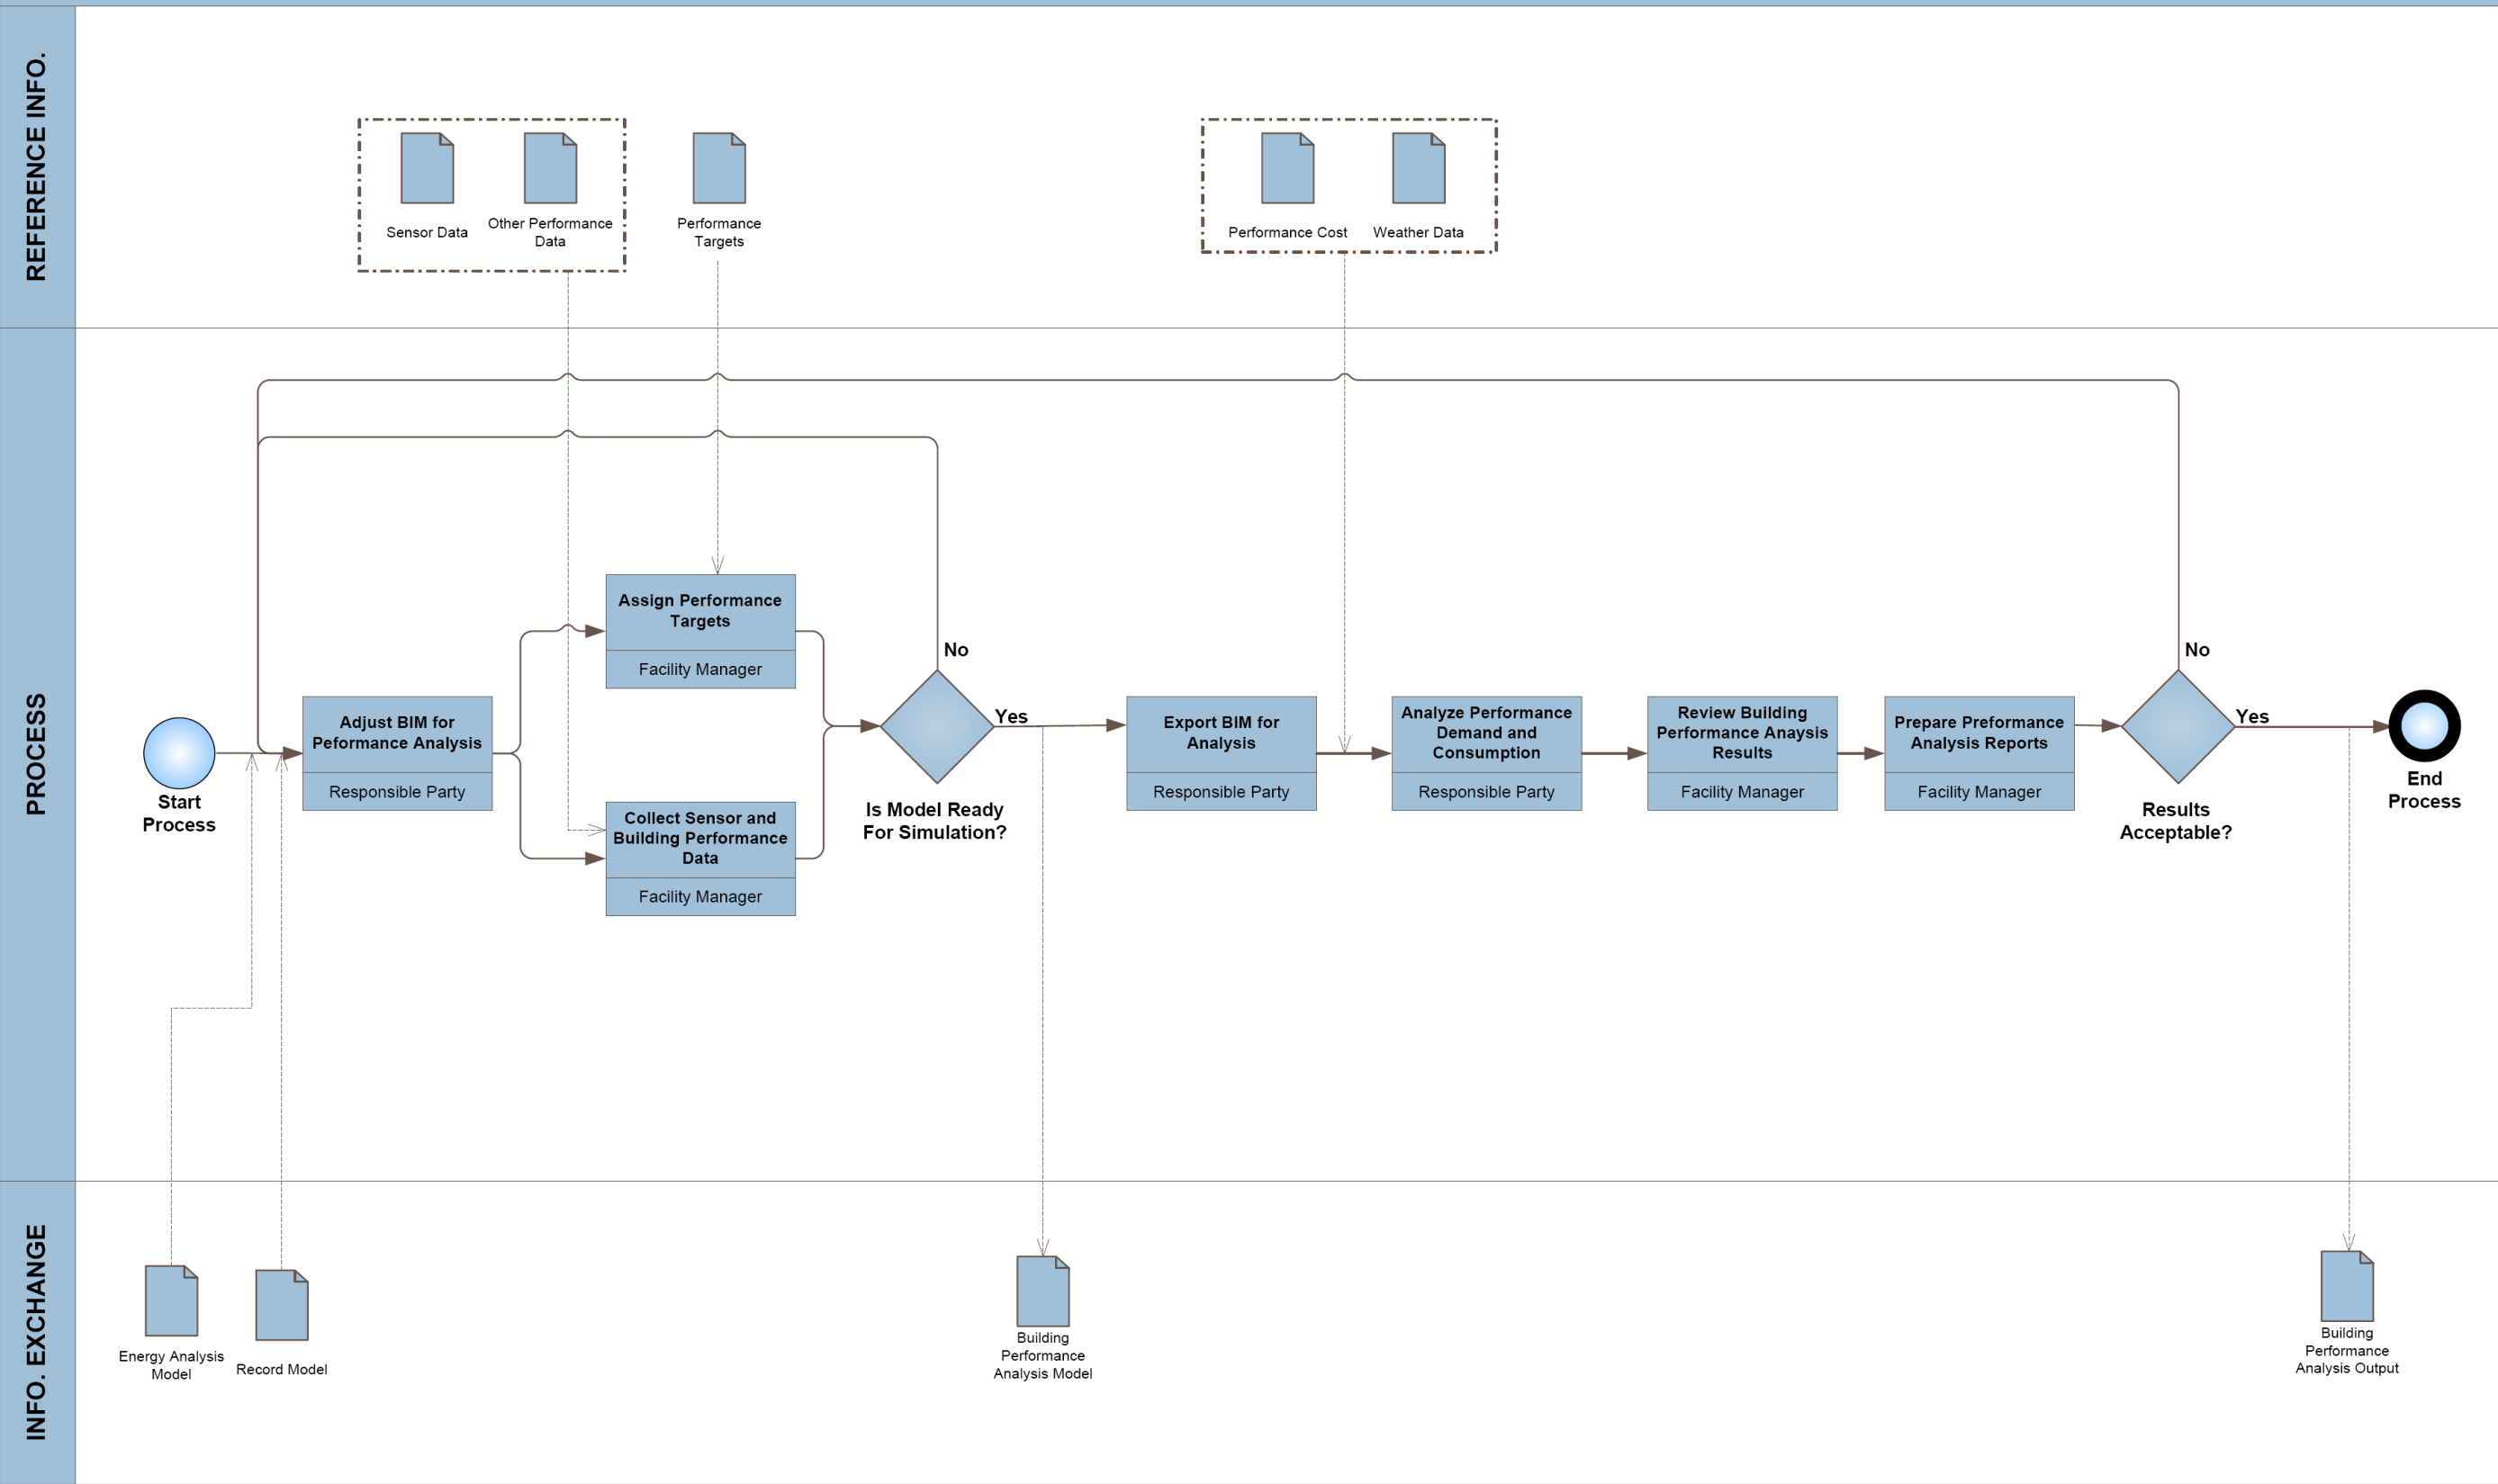 REFERENCE INFO.
Sensor Data
Other Performance
Data
Performance
Targets
Performance Cost
Weather Data
PROCESS
Start
Process
Adjust BIM for
Peformance Analysis
Responsible Party
Assign Performance
Targets
Facility Manager
Collect Sensor and
Building Performance
Data
Facility Manager
No
Yes
Is Model Ready
For Simulation?
Export BIM for
Analysis
Responsible Party
Analyze Performance
Demand and
Consumption
Responsible Party
Review Building
Performance Anaysis
Results
Facility Manager
Prepare Preformance
Analysis Reports
Facility Manager
No
Yes
Results
Acceptable?
End
Process
INFO. EXCHANGE
Energy Analysis
Model
Record Model
Building
Performance
Analysis Model
Building
Performance
Analysis Output